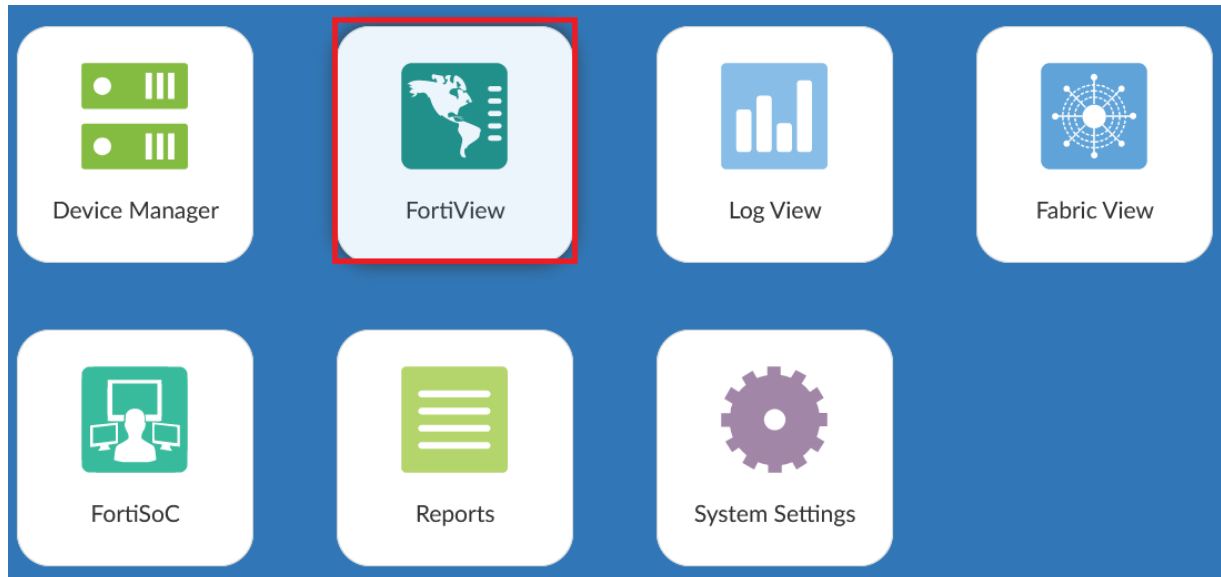 Device Manager
FortiView
Log View
Fabric View
FortiSoC
Reports
System Settings